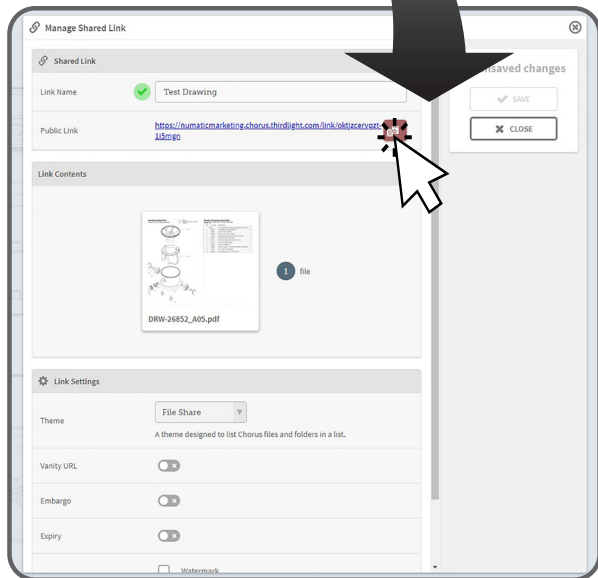 Manage Shared Link
Shared Link
saved changes
Link Name
Test Drawing
SAVE
Public Link
https://numaticmarketing.chorus.thirdlight.com/link/oktjzcervpzt-
1i5mgn
CLOSE
Link Contents
1 file
DRW-26852_A05.pdf
Link Settings
Theme
File Share
A theme designed to list Chorus files and folders in a list.
Vanity URL
Embargo
Expiry
Watermark